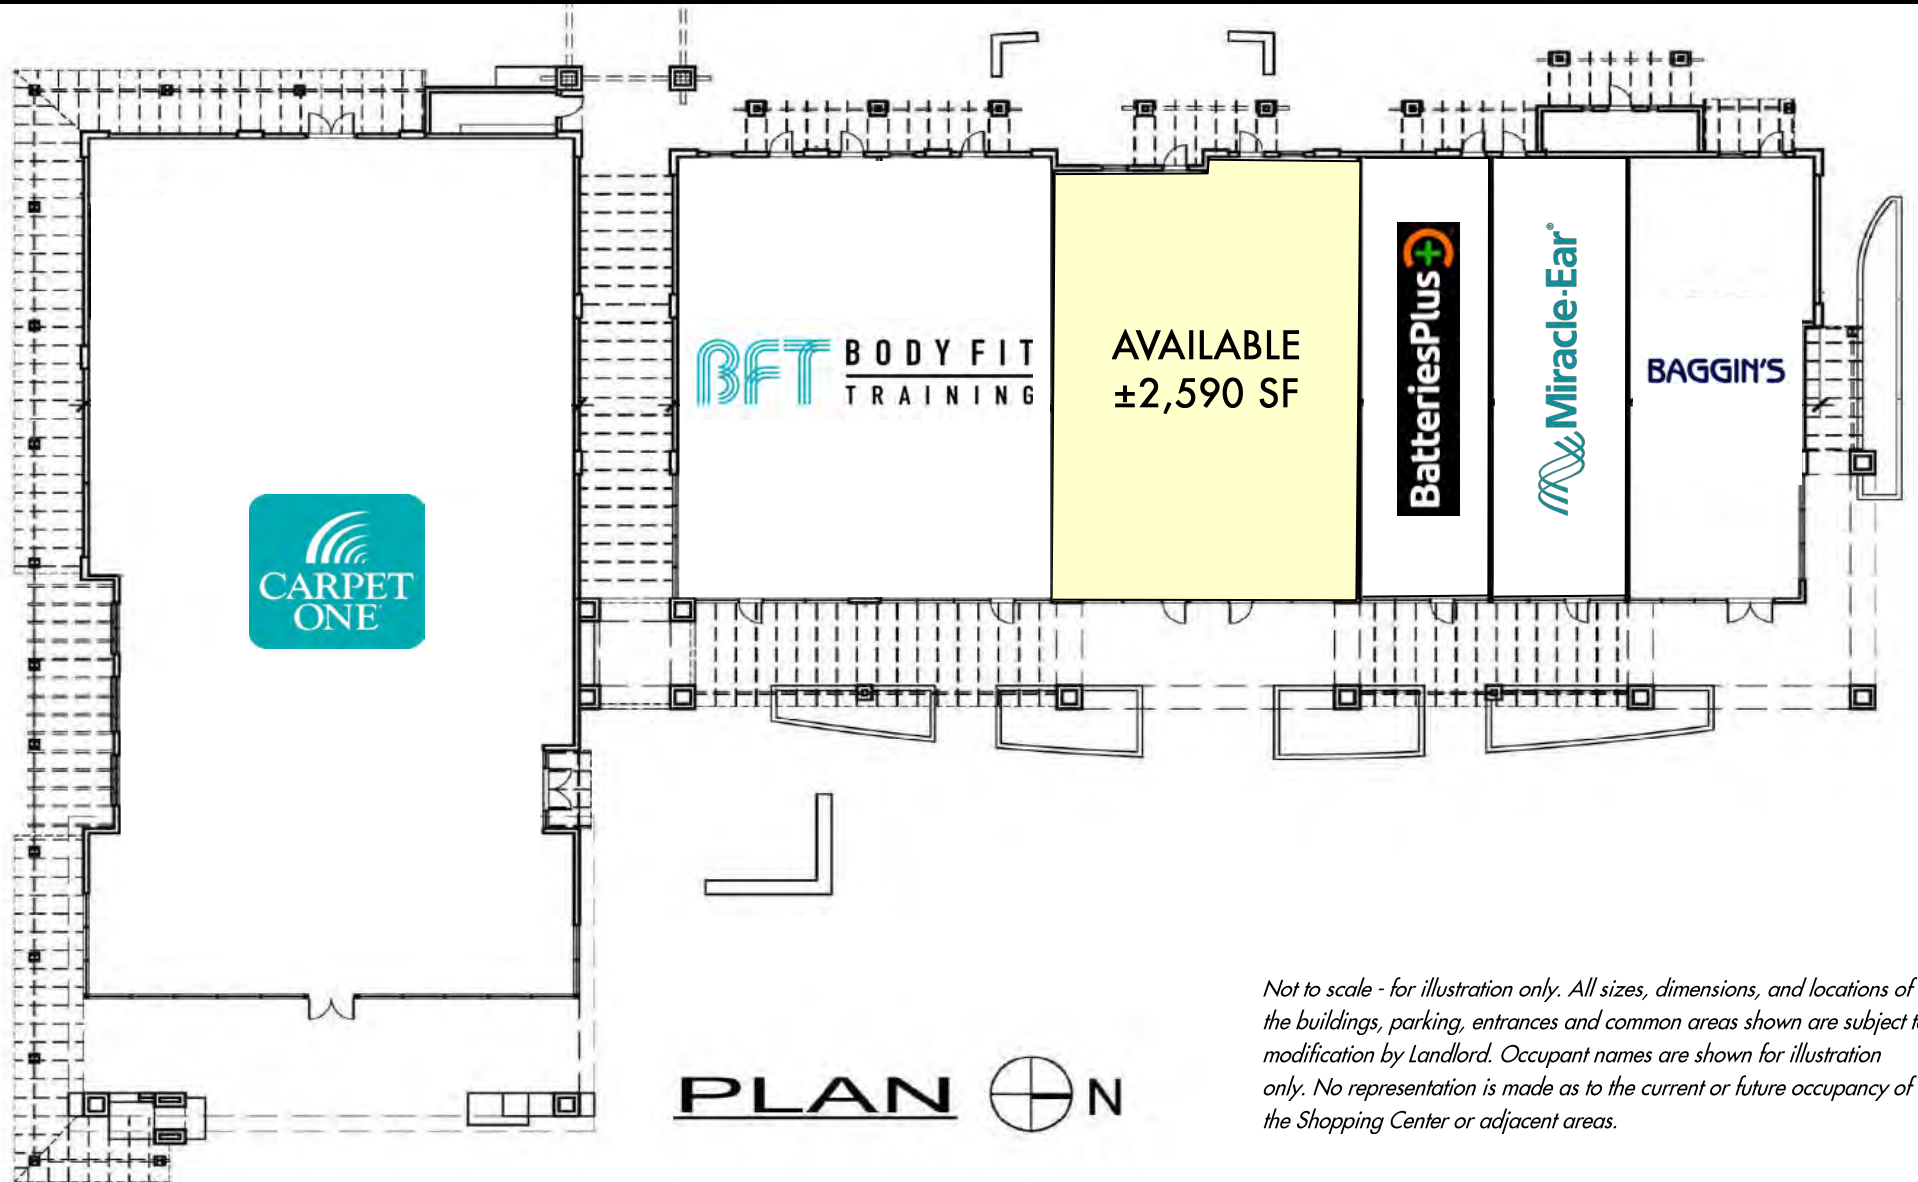 BFT BODY FIT
TRAINING
AVAILABLE
±2,590 SF
BatteriesPlus+
Miracle-Ear®
BAGGIN'S
CARPET
ONE
Not to scale - for illustration only. All sizes, dimensions, and locations of
the buildings, parking, entrances and common areas shown are subject to
modification by Landlord. Occupant names are shown for illustration
only. No representation is made as to the current or future occupancy of
the Shopping Center or adjacent areas.
PLAN N